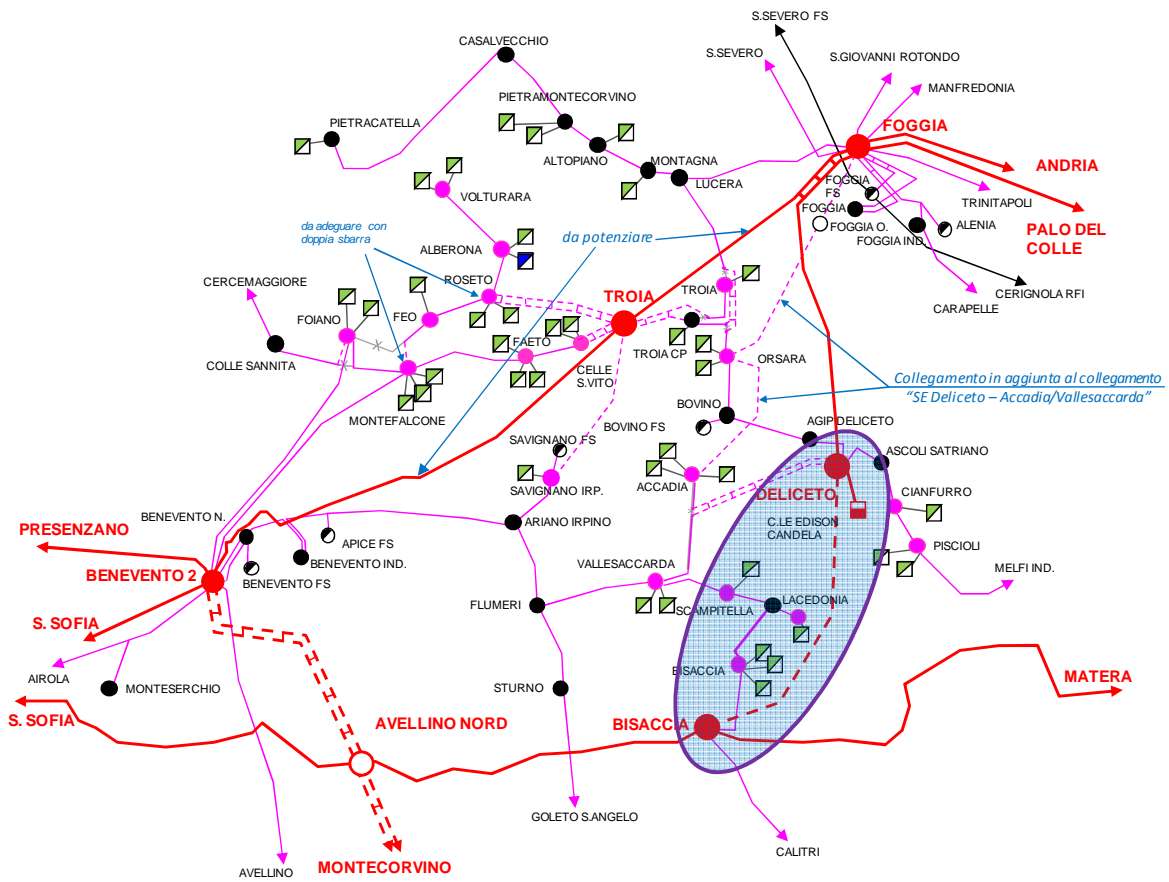 S.SEVERO FS
CASALVECCHIO
S.SEVERO
S.GIOVANNI ROTONDO
MANFREDONIA
PIETRAMONTECORVINO
PIETRACATELLA
FOGGIA
ALTOPIANO
MONTAGNA
ANDRIA
LUCERA
FOGGIA
FS
VOLTURARA
TRINITAPOLI
FOGGIA
FOGGIA O.
ALENIA
PALO DEL
COLLE
da adeguare con
doppia sbarra
da potenziare
ALBERONA
FOGGIA IND.
CERCEMAGGIORE
ROSETO
TROIA
TROIA
CERIGNOLA RFI
CARAPELLE
FOIANO
FEO
FAETO
TROIA CP
ORSARA
COLLE SANNITA
CELLE
S.VITO
Collegamento in aggiunta al collegamento
“SE Deliceto – Accadia/Vallesaccarda”
MONTEFALCONE
BOVINO
AGIP DELICETO
BOVINO FS
SAVIGNANO FS
ASCOLI SATRIANO
ACCADIA
DELICETO
SAVIGNANO IRP.
CIANFURRO
BENEVENTO N.
ARIANO IRPINO
C.LE EDISON
CANDELA
PRESENZANO
APICE FS
PISCIOLI
BENEVENTO IND.
VALLESACCARDA
BENEVENTO 2
BENEVENTO FS
MELFI IND.
FLUMERI
SCAMPITELLA
LACEDONIA
S. SOFIA
BISACCIA
AIROLA
MATERA
MONTESERCHIO
STURNO
S. SOFIA
AVELLINO NORD
BISACCIA
GOLETO S.ANGELO
CALITRI
AVELLINO
MONTECORVINO